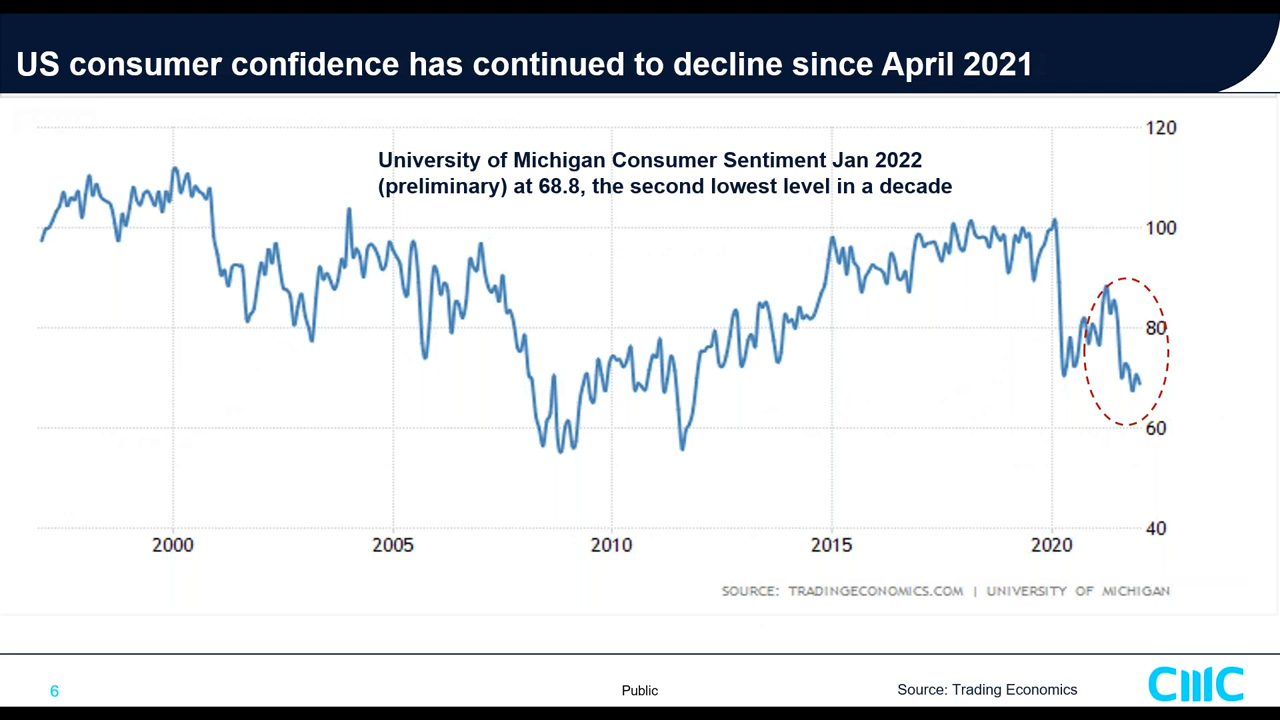 US consumer confidence has continued to decline since April 2021
University of Michigan Consumer Sentiment Jan 2022
(preliminary) at 68.8, the second lowest level in a decade
120
100
80
60
40
2000 2005 2010 2015 2020
SOURCE: TRADINGECONOMICS.COM | UNIVERSITY OF MICHIGAN
6 Public Source: Trading Economics CMC